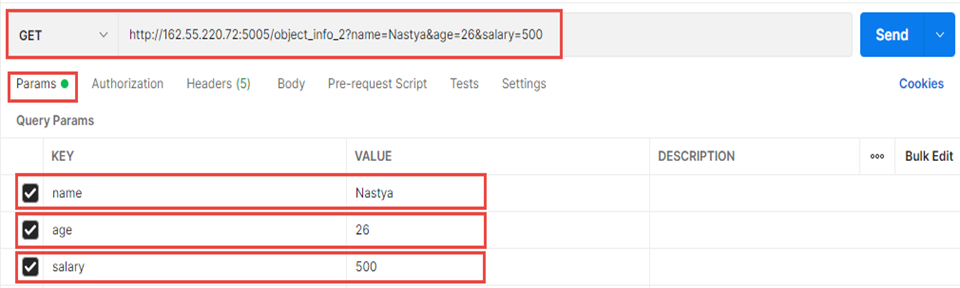 GET http://162.55.220.72:5005/object_info_2?name=Nastya&age=26&salary=500 Send
Params Authorization Headers (5) Body Pre-request Script Tests Settings Cookies
Query Params
KEY VALUE DESCRIPTION Bulk Edit
name Nastya
age 26
salary 500